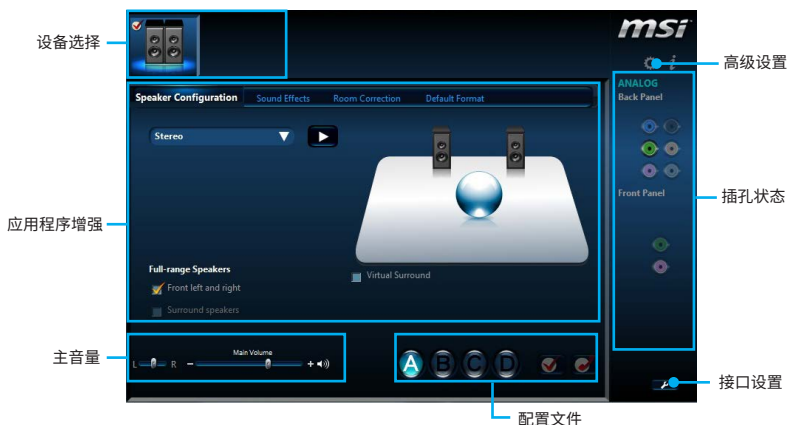 设备选择
msi
高级设置
ANALOG
Back Panel
Speaker Configuration
Sound Effects
Room Correction
Default Format
Stereo
应用程序增强
Front Panel
插孔状态
Full-range Speakers
Front left and right
Virtual Surround
Surround speakers
主音量
Main Volume
L
R
A
B
C
D
接口设置
配置文件